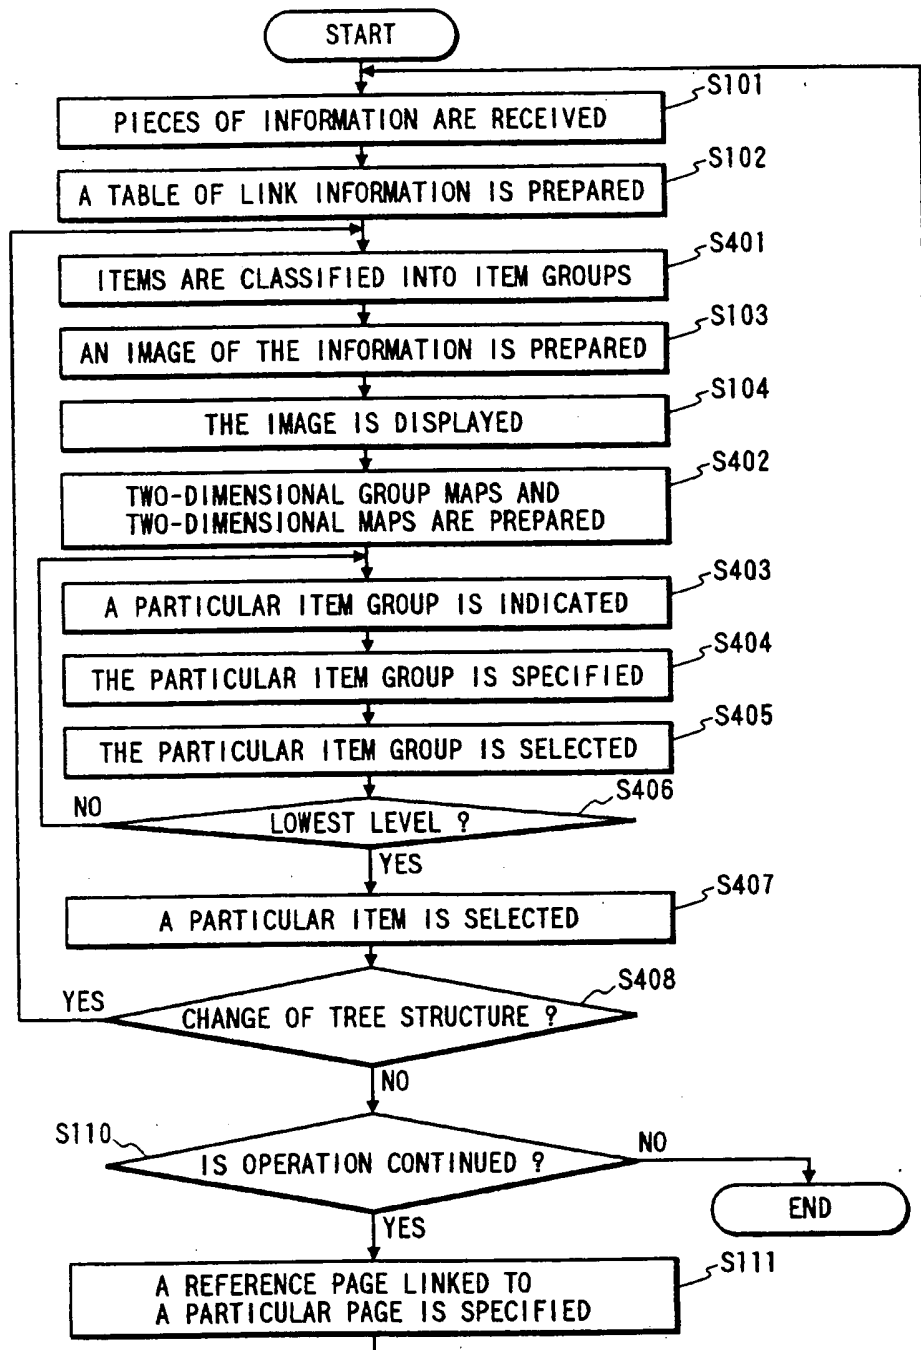 START
S101
PIECES OF INFORMATION ARE RECEIVED
S102
A TABLE OF LINK INFORMATION IS PREPARED
S401
ITEMS ARE CLASSIFIED INTO ITEM GROUPS
S103
AN IMAGE OF THE INFORMATION IS PREPARED
S104
THE IMAGE IS DISPLAYED
S402
TWO-DIMENSIONAL GROUP MAPS AND
TWO-DIMENSIONAL MAPS ARE PREPARED
S403
A PARTICULAR ITEM GROUP IS INDICATED
S404
THE PARTICULAR ITEM GROUP IS SPECIFIED
S405
THE PARTICULAR ITEM GROUP IS SELECTED
S406
NO
LOWEST LEVEL ?
YES
S407
A PARTICULAR ITEM IS SELECTED
S408
YES
CHANGE OF TREE STRUCTURE ?
NO
S110
NO
IS OPERATION CONTINUED ?
END
YES
S111
A REFERENCE PAGE LINKED TO
A PARTICULAR PAGE IS SPECIFIED